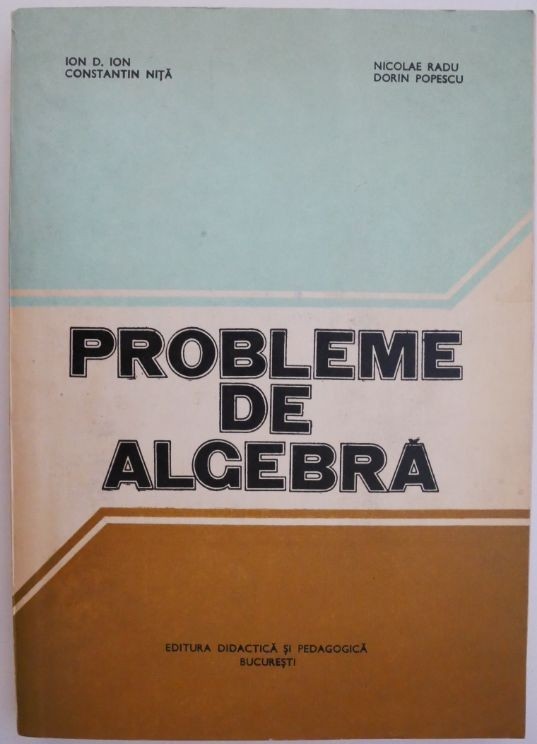 ION D. ION
CONSTANTIN NIȚĂ
NICOLAE RADU
DORIN POPESCU
PROBLEME
DE
ALGEBRĂ
EDITURA DIDACTICĂ ȘI PEDAGOGICĂ
BUCUREȘTI